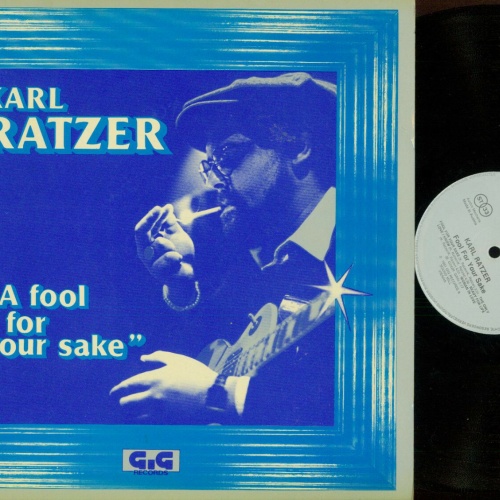 KARL
RATZER
"A fool
for
our sake"
GiG
RECORDS
KARL RATZER
Fool For Your Sake